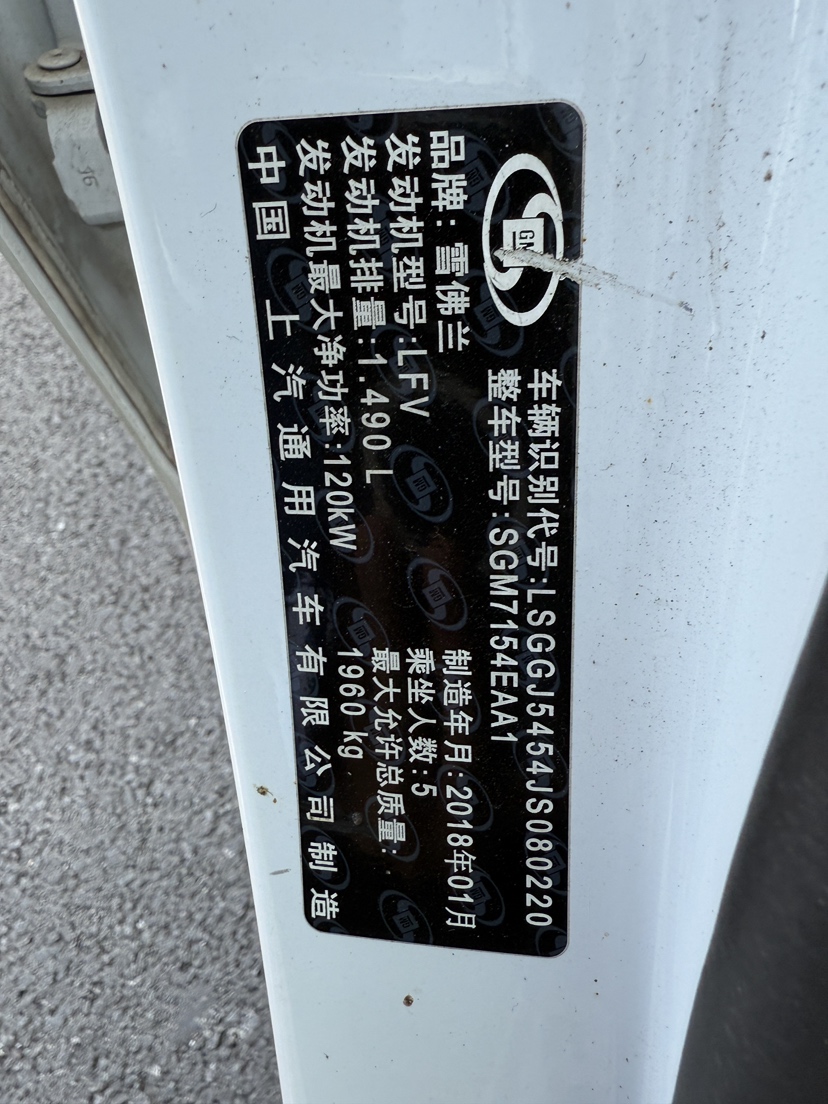 GM
车辆识别代号:LSGGJ5454JS080220
整车型号:SGM7154EAA1
品牌:雪佛兰
制造年月:2018年01月
发动机型号:LFV
乘坐人数:5
发动机排量:1.490L
最大允许总质量:
发动机最大净功率:120kW
1960kg
中国 上汽通用汽车有限公司制造